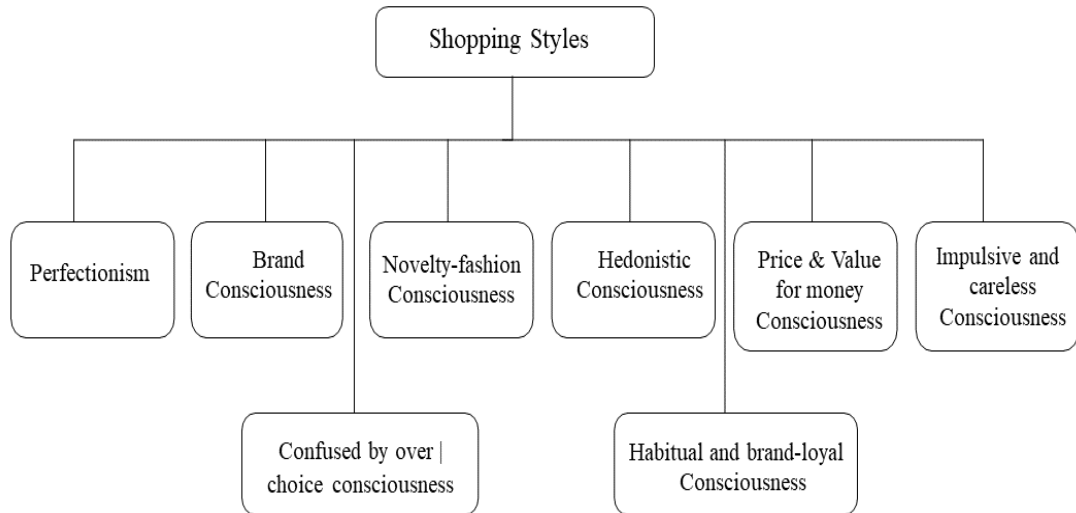 Shopping Styles
Perfectionism
Brand
Consciousness
Novelty-fashion
Consciousness
Hedonistic
Consciousness
Price & Value
for money
Consciousness
Impulsive and
careless
Consciousness
Confused by over |
choice consciousness
Habitual and brand-loyal
Consciousness